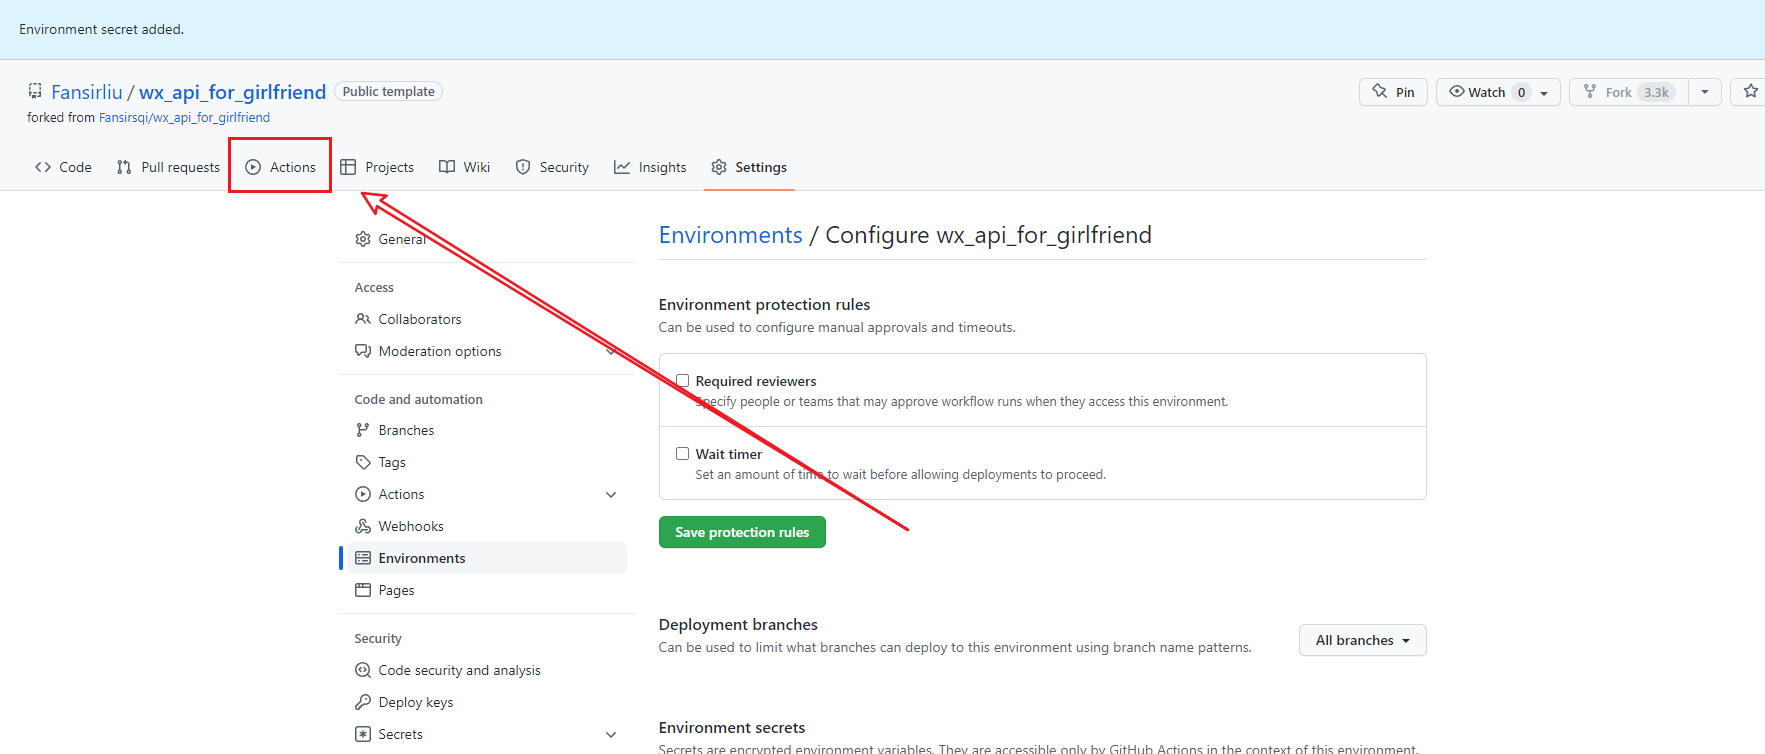 Environment secret added.
Fansirliu / wx_api_for_girlfriend Public template
Pin Watch 0 Fork 3.3k
forked from Fansirsqi/wx_api_for_girlfriend
Code Pull requests Actions Projects Wiki Security Insights Settings
General
Access
Collaborators
Moderation options
Code and automation
Branches
Tags
Actions
Webhooks
Environments
Pages
Security
Code security and analysis
Deploy keys
Secrets
Environments / Configure wx_api_for_girlfriend
Environment protection rules
Can be used to configure manual approvals and timeouts.
Required reviewers
Specify people or teams that may approve workflow runs when they access this environment.
Wait timer
Set an amount of time to wait before allowing deployments to proceed.
Save protection rules
Deployment branches
Can be used to limit what branches can deploy to this environment using branch name patterns.
All branches
Environment secrets
Secrets are encrypted environment variables. They are accessible only by GitHub Actions in the context of this environment.